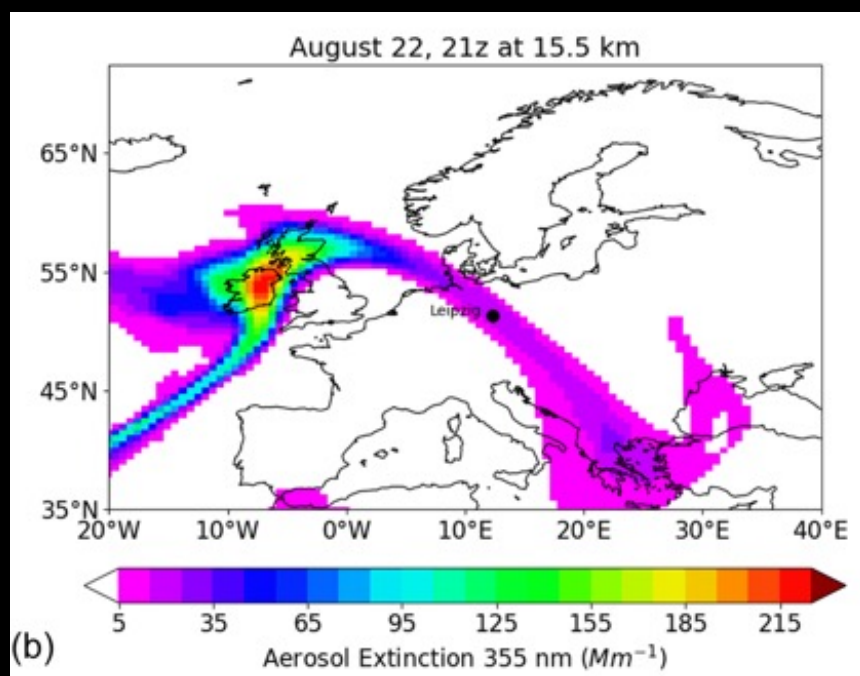 August 22, 21z at 15.5 km
65°N
55°N
Leipzig
45°N
35°N
20°W 10°W 0°W 10°E 20°E 30°E 40°E
5 35 65 95 125 155 185 215
(b)
Aerosol Extinction 355 nm (Mm⁻¹)